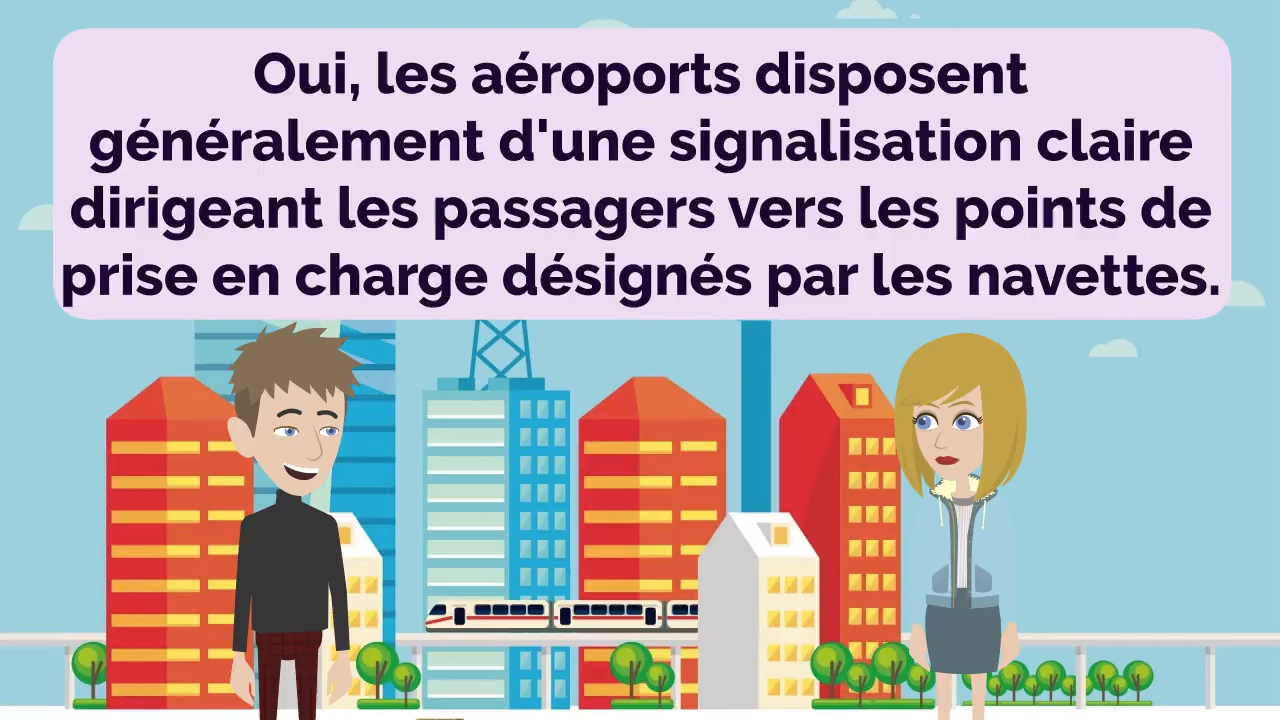 Oui, les aéroports disposent
généralement d'une signalisation claire
dirigeant les passagers vers les points de
prise en charge désignés par les navettes.